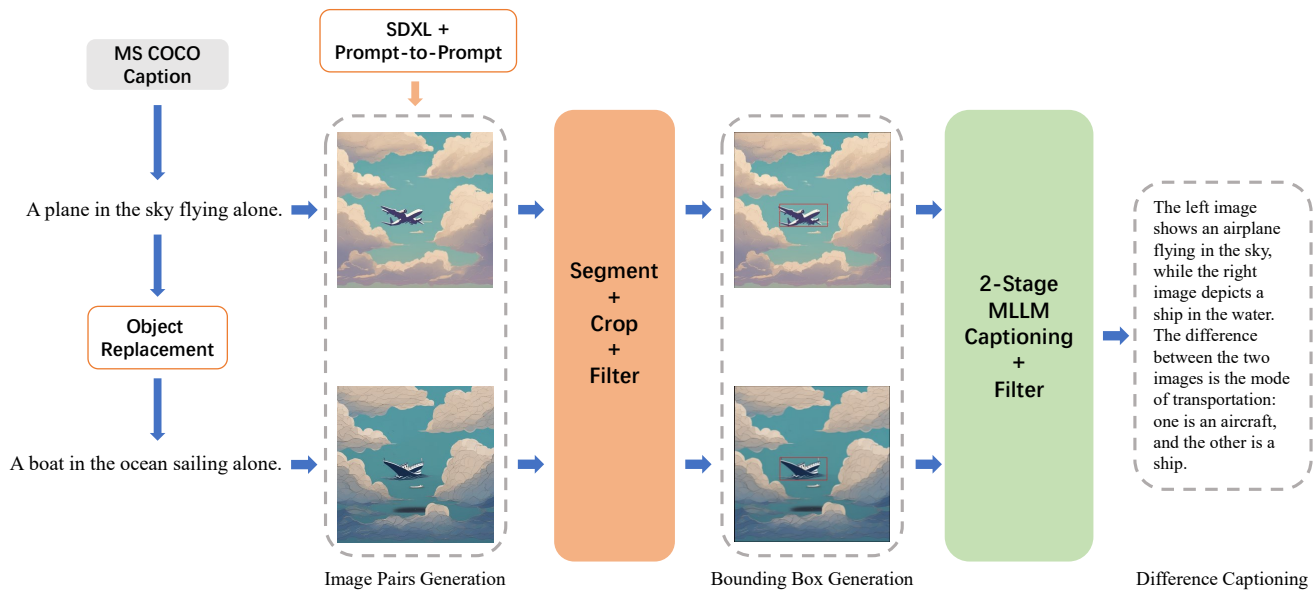 SDXL +
Prompt-to-Prompt
MS COCO
Caption
A plane in the sky flying alone.
Object
Replacement
A boat in the ocean sailing alone.
Image Pairs Generation
Segment
+
Crop
+
Filter
Bounding Box Generation
2-Stage
MLLM
Captioning
+
Filter
The left image
shows an airplane
flying in the sky,
while the right
image depicts a
ship in the water.
The difference
between the two
images is the mode
of transportation:
one is an aircraft,
and the other is a
ship.
Difference Captioning